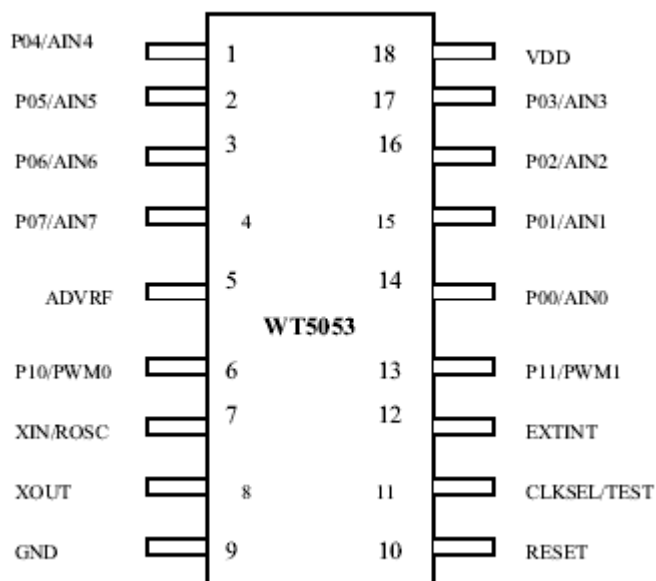 P04/AIN4 1 18 VDD
P05/AIN5 2 17 P03/AIN3
P06/AIN6 3 16 P02/AIN2
P07/AIN7 4 15 P01/AIN1
ADVRF 5 14 P00/AIN0
WT5053
P10/PWM0 6 13 P11/PWM1
XIN/ROSC 7 12 EXTINT
XOUT 8 11 CLKSEL/TEST
GND 9 10 RESET